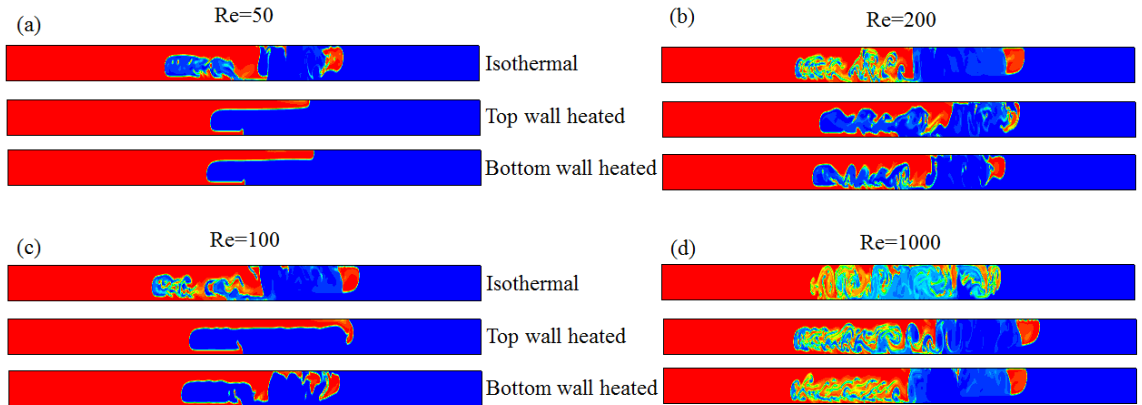 (a)
Re=50
Isothermal
Top wall heated
Bottom wall heated
(b)
Re=200
(c)
Re=100
Isothermal
Top wall heated
Bottom wall heated
(d)
Re=1000